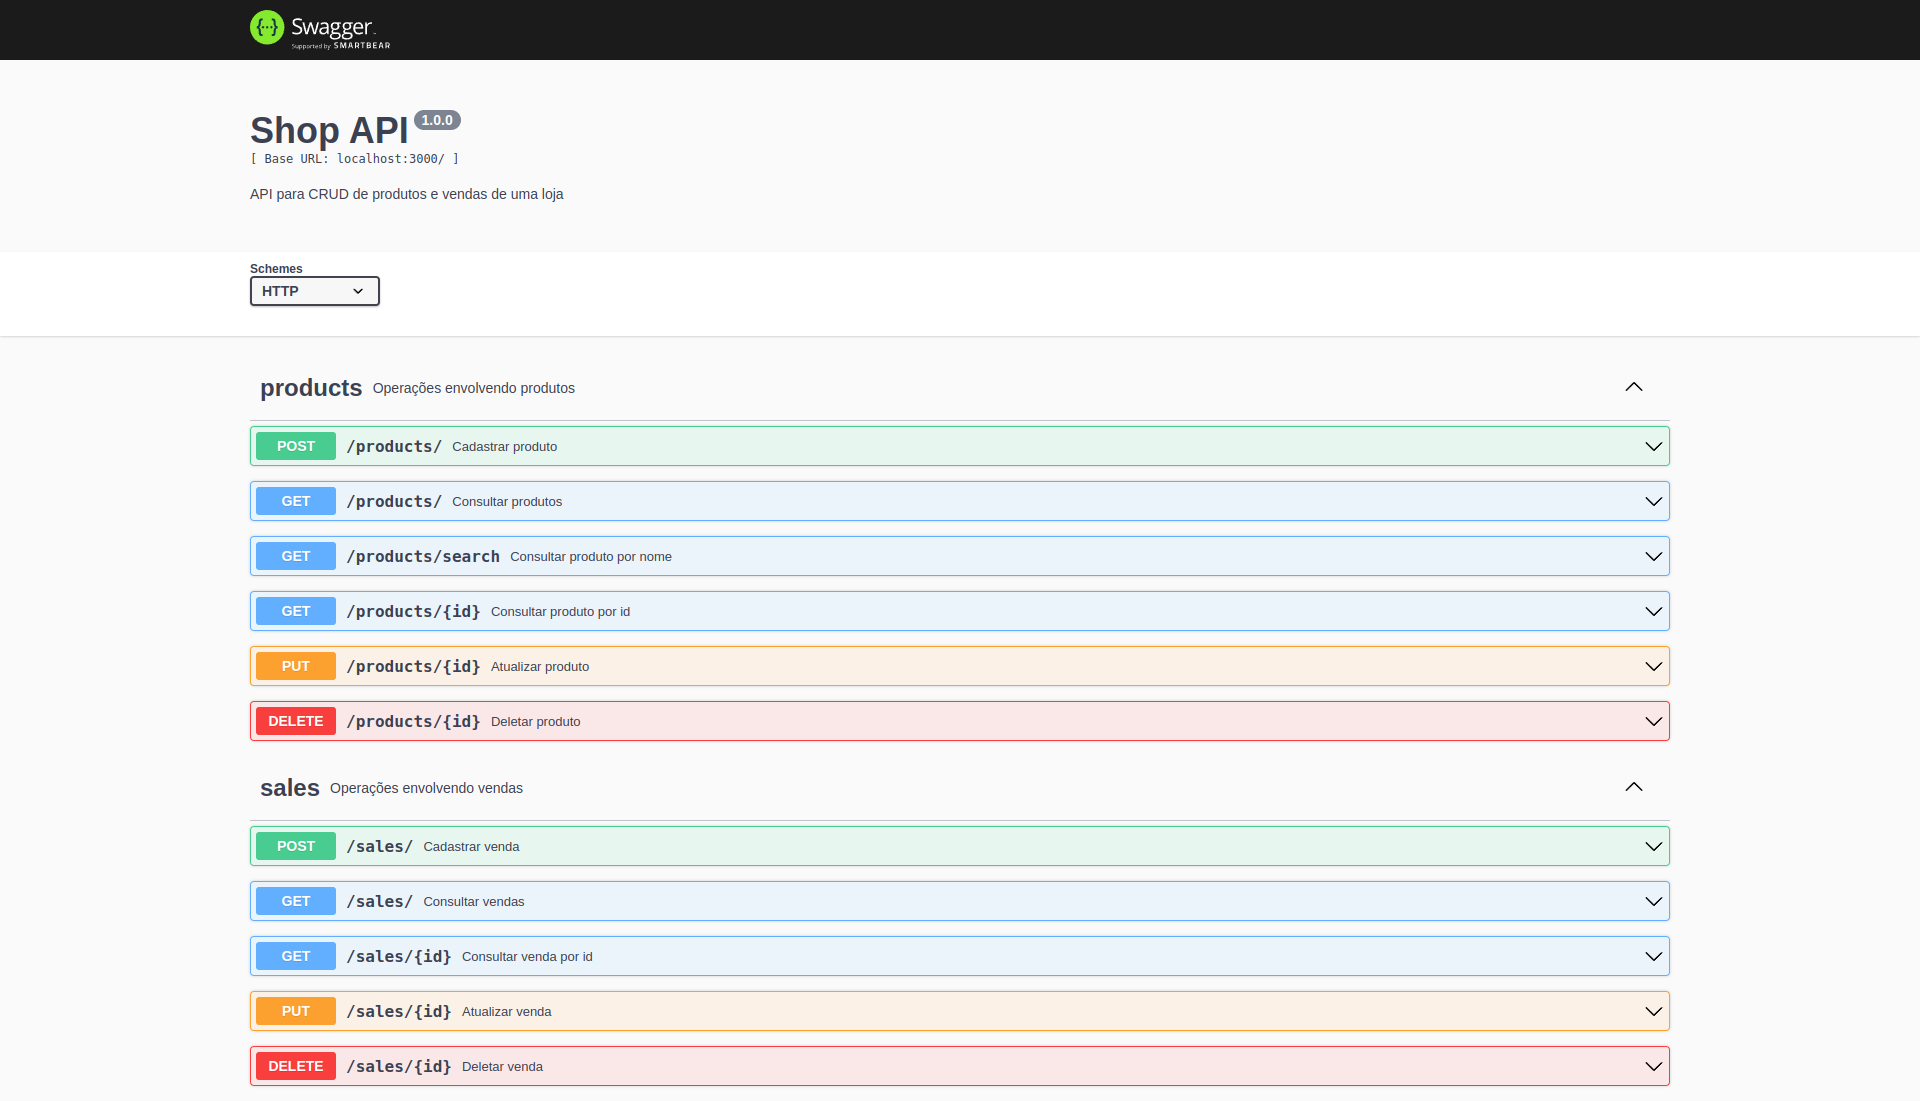 {...} Swagger
Supported by SMARTBEAR
Shop API 1.0.0
[ Base URL: localhost:3000/ ]
API para CRUD de produtos e vendas de uma loja
Schemes
HTTP
products Operações envolvendo produtos
POST /products/ Cadastrar produto
GET /products/ Consultar produtos
GET /products/search Consultar produto por nome
GET /products/{id} Consultar produto por id
PUT /products/{id} Atualizar produto
DELETE /products/{id} Deletar produto
sales Operações envolvendo vendas
POST /sales/ Cadastrar venda
GET /sales/ Consultar vendas
GET /sales/{id} Consultar venda por id
PUT /sales/{id} Atualizar venda
DELETE /sales/{id} Deletar venda